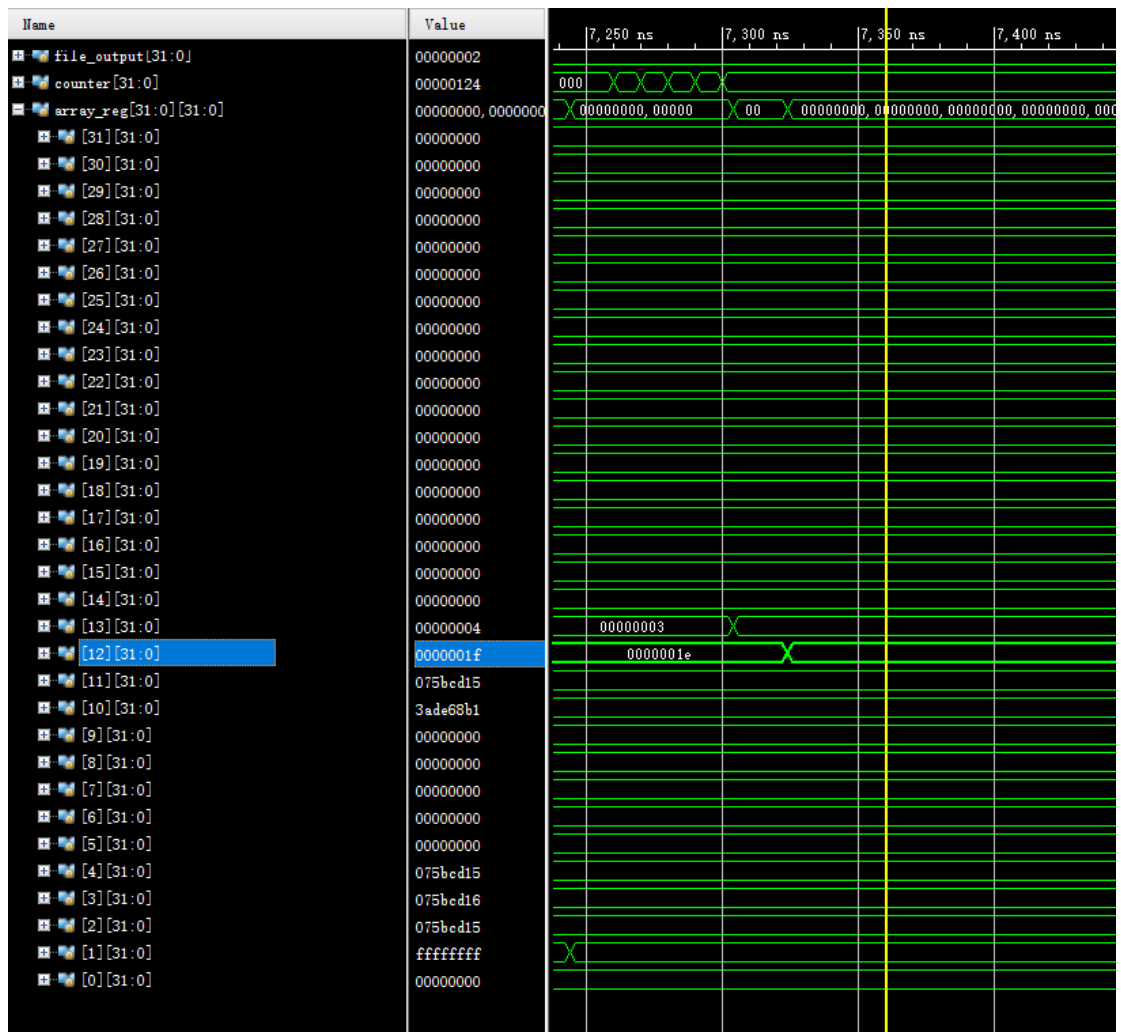 Name Value
7,250 ns 7,300 ns 7,350 ns 7,400 ns
file_output[31:0] 00000002
counter[31:0] 00000124 000
array_reg[31:0][31:0] 00000000,0000000 00000000,00000 00 00000000,00000000,00000000,00000000,000
[31][31:0] 00000000
[30][31:0] 00000000
[29][31:0] 00000000
[28][31:0] 00000000
[27][31:0] 00000000
[26][31:0] 00000000
[25][31:0] 00000000
[24][31:0] 00000000
[23][31:0] 00000000
[22][31:0] 00000000
[21][31:0] 00000000
[20][31:0] 00000000
[19][31:0] 00000000
[18][31:0] 00000000
[17][31:0] 00000000
[16][31:0] 00000000
[15][31:0] 00000000
[14][31:0] 00000000
[13][31:0] 00000004 00000003
[12][31:0] 0000001f 0000001e
[11][31:0] 075bcd15
[10][31:0] 3ade68b1
[9][31:0] 00000000
[8][31:0] 00000000
[7][31:0] 00000000
[6][31:0] 00000000
[5][31:0] 00000000
[4][31:0] 075bcd15
[3][31:0] 075bcd16
[2][31:0] 075bcd15
[1][31:0] ffffffff
[0][31:0] 00000000